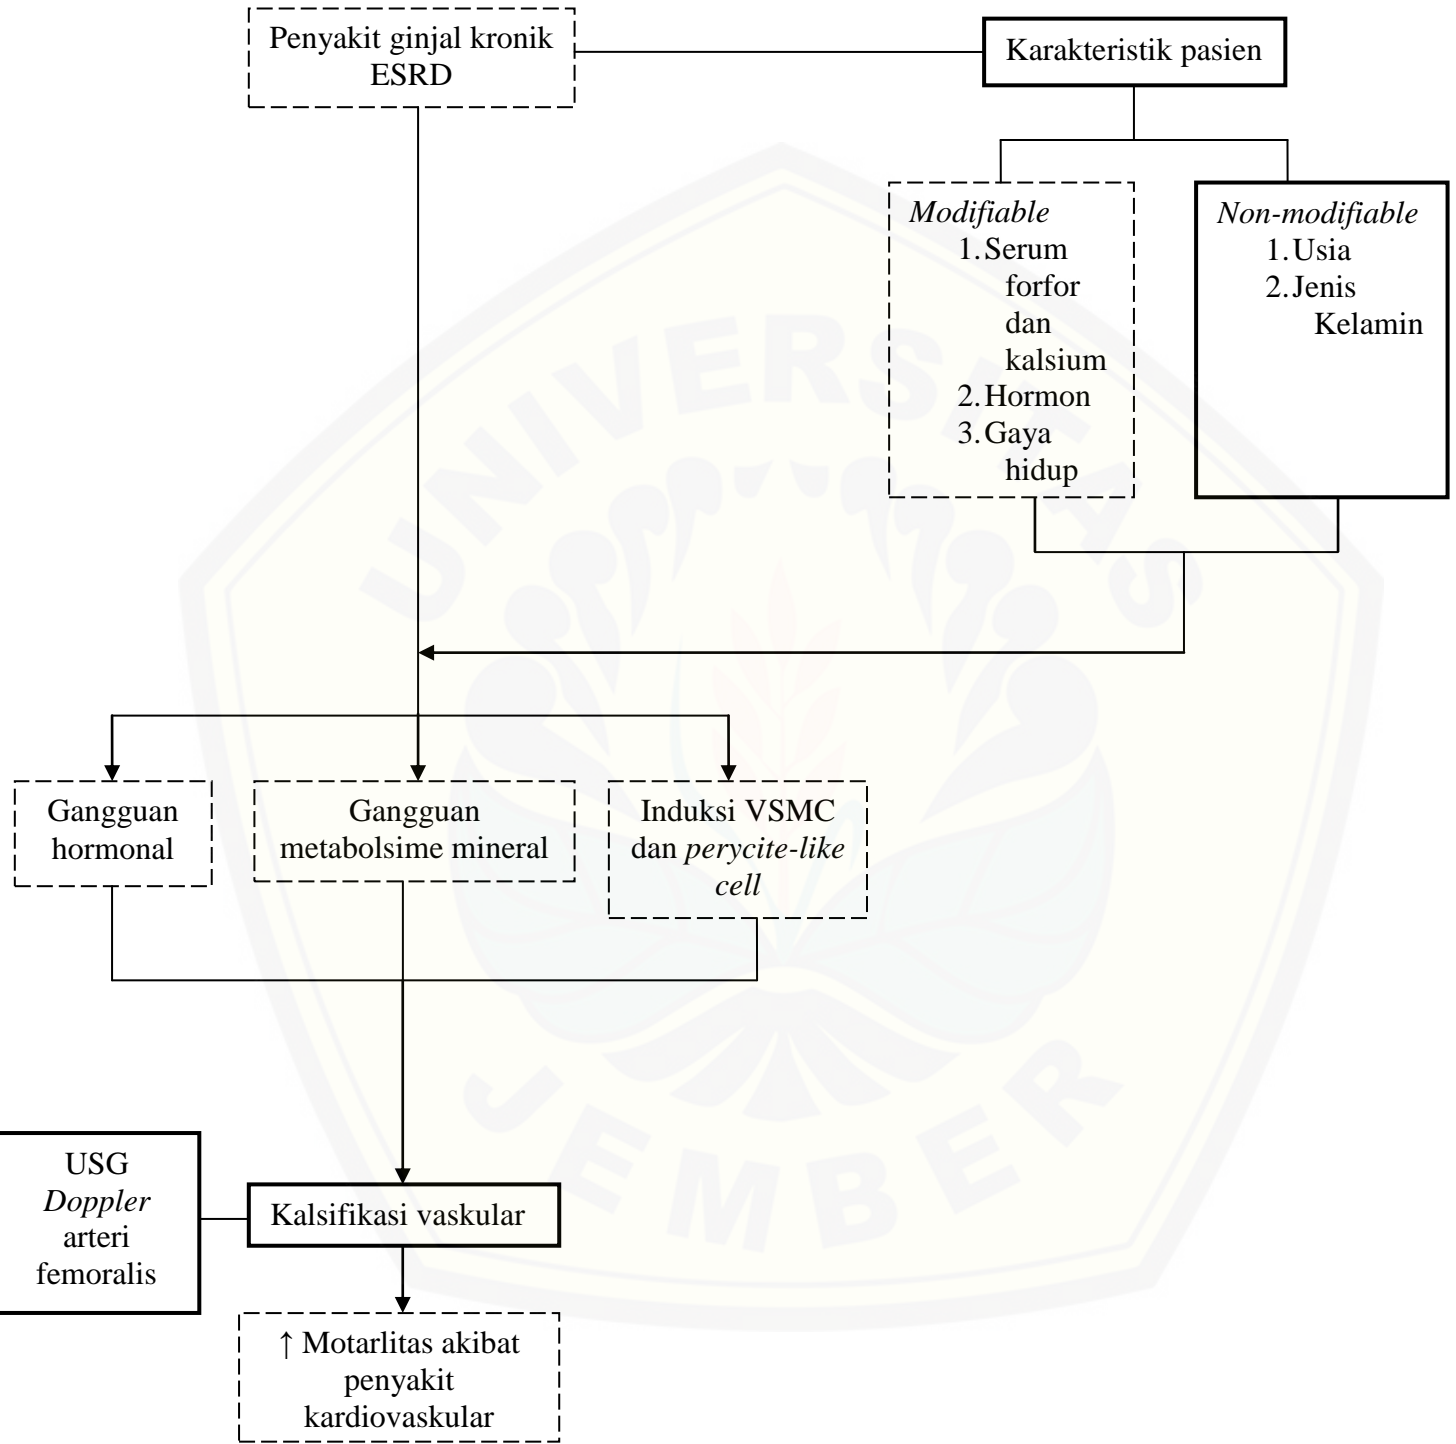 Penyakit ginjal kronik
ESRD
Karakteristik pasien
Modifiable
1. Serum
forfor
dan
kalsium
2. Hormon
3. Gaya
hidup
Non-modifiable
1. Usia
2. Jenis
Kelamin
UNIVERSITAS
Gangguan
hormonal
Gangguan
metabolsime mineral
Induksi VSMC
dan perycite-like
cell
JEMBER
USG
Doppler
arteri
femoralis
Kalsifikasi vaskular
↑ Motarlitas akibat
penyakit
kardiovaskular